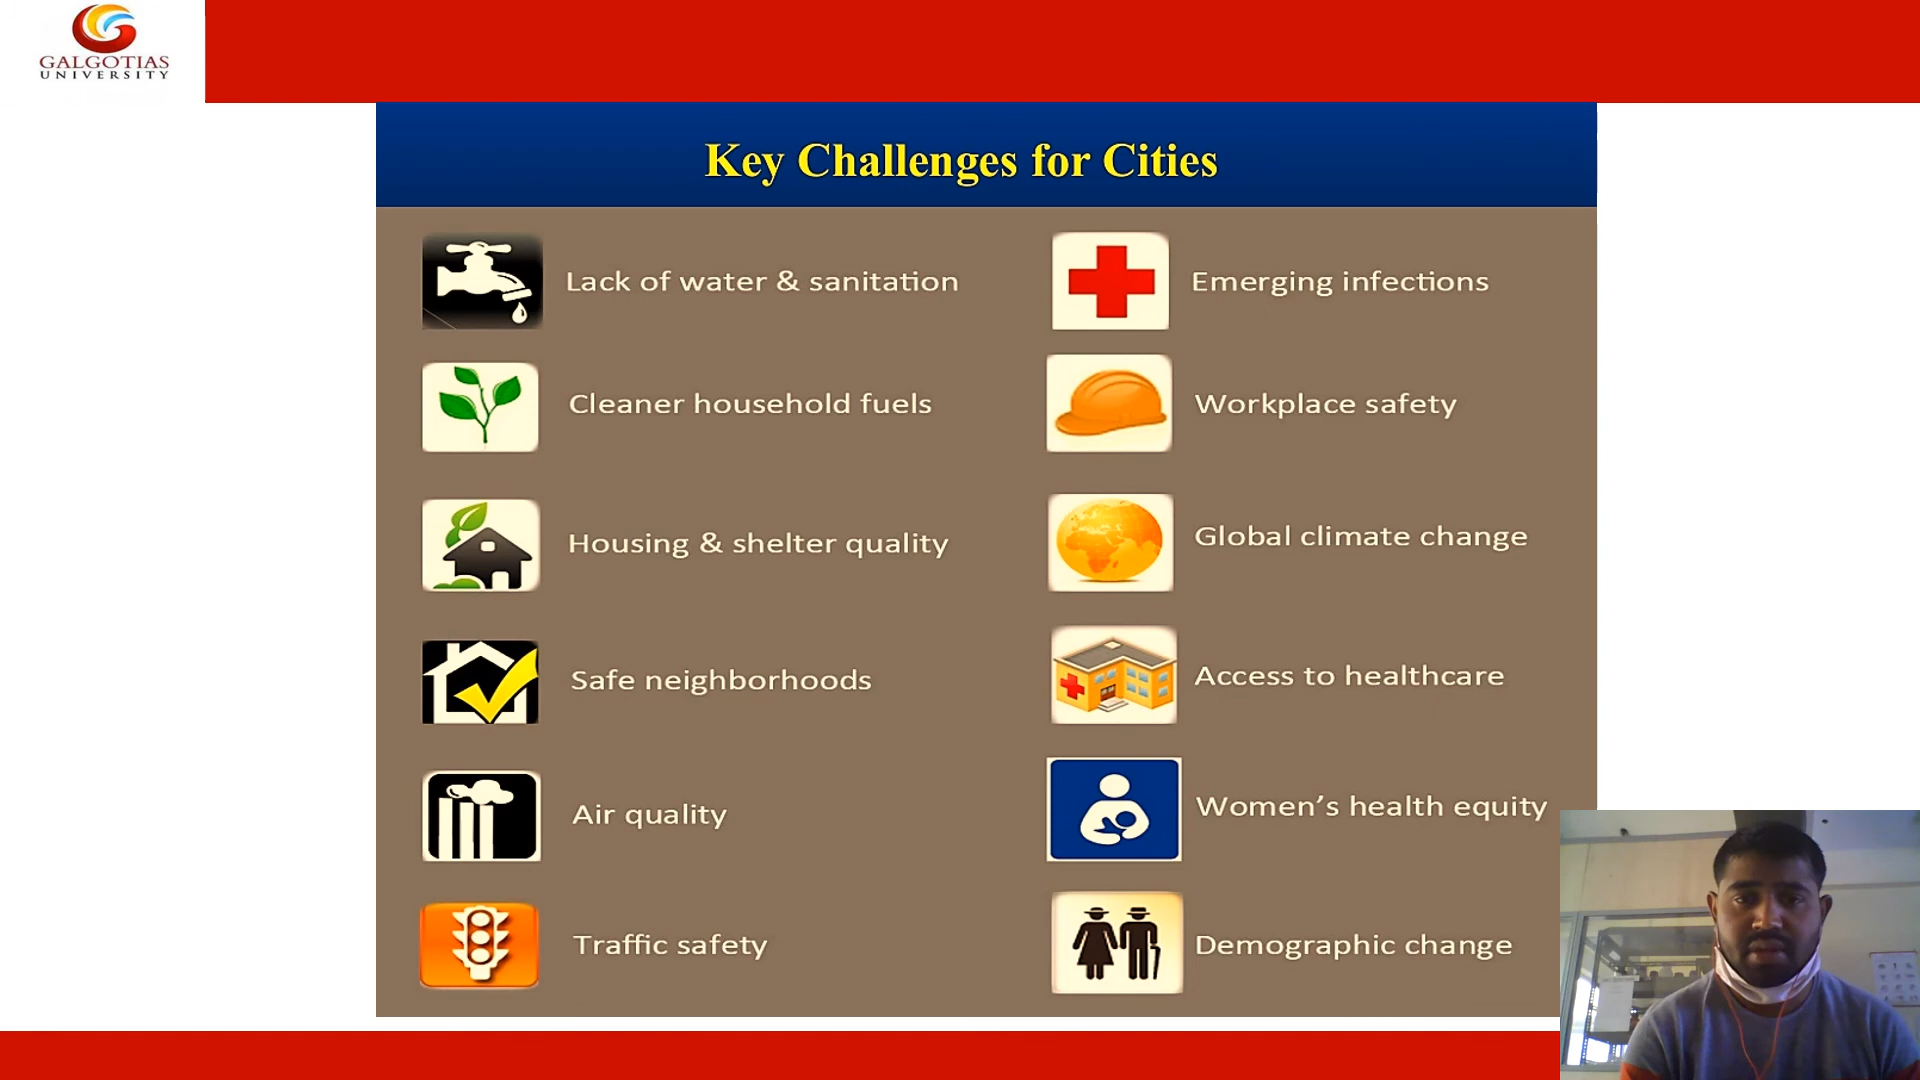 GALGOTIAS
UNIVERSITY
Key Challenges for Cities
Lack of water & sanitation
Emerging infections
Cleaner household fuels
Workplace safety
Housing & shelter quality
Global climate change
Safe neighborhoods
Access to healthcare
Air quality
Women’s health equity
Traffic safety
Demographic change